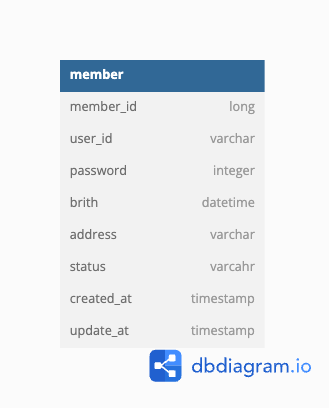 member
member_id long
user_id varchar
password integer
brith datetime
address varchar
status varcahr
created_at timestamp
update_at timestamp
dbdiagram.io